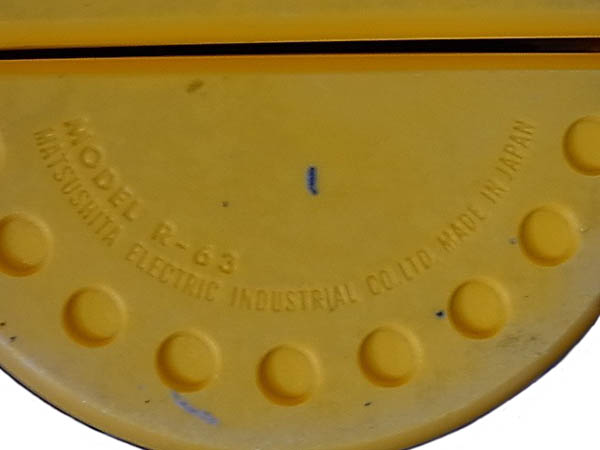 MODEL R-63
MATSUSHITA ELECTRIC INDUSTRIAL CO.LTD MADE IN JAPAN